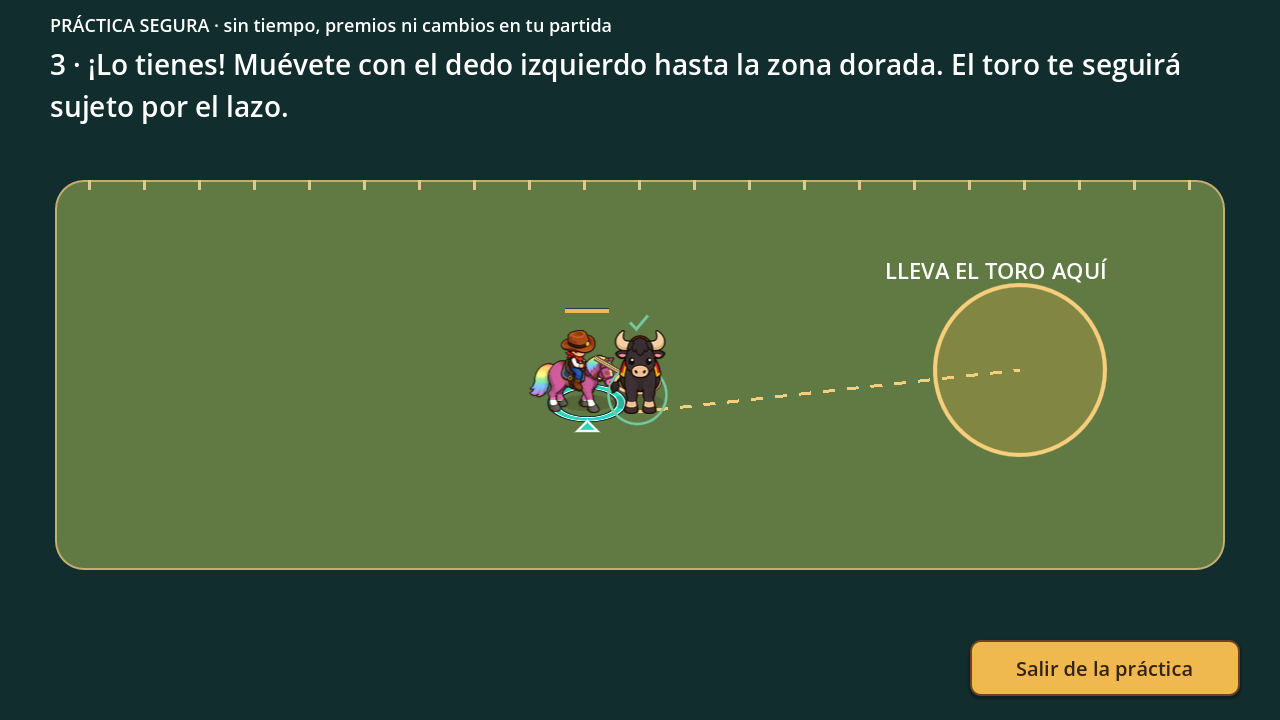 PRÁCTICA SEGURA · sin tiempo, premios ni cambios en tu partida
3 · ¡Lo tienes! Muévete con el dedo izquierdo hasta la zona dorada. El toro te seguirá
sujeto por el lazo.
LLEVA EL TORO AQUÍ
Salir de la práctica